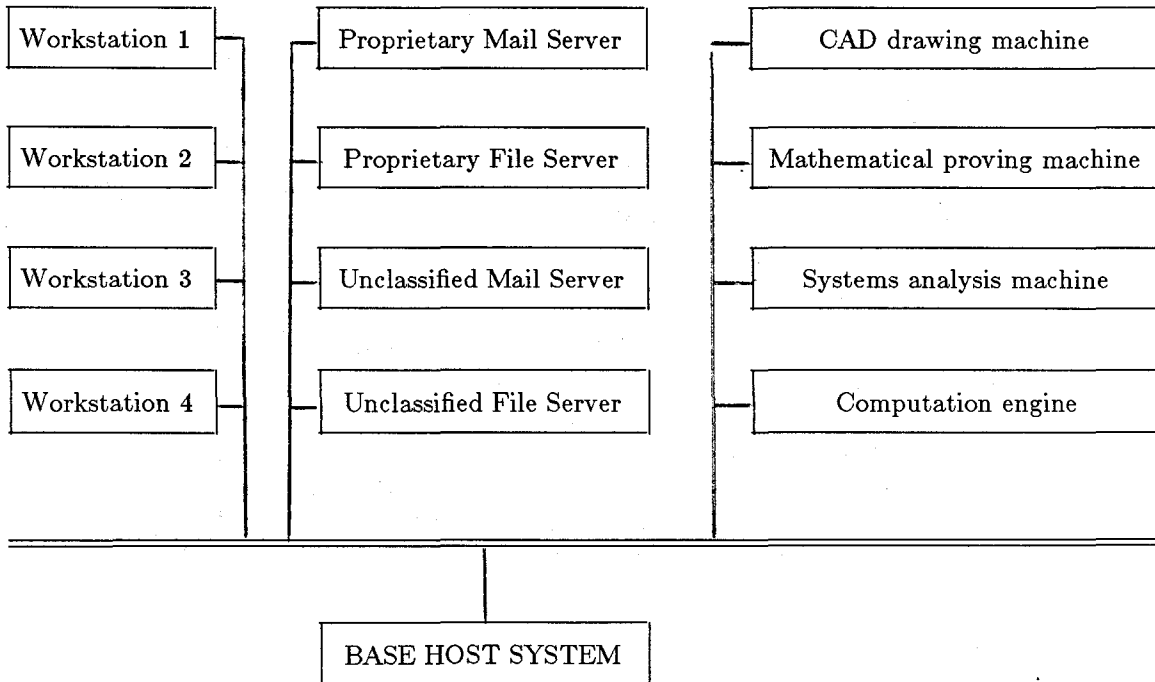 Workstation 1
Proprietary Mail Server
CAD drawing machine
Workstation 2
Proprietary File Server
Mathematical proving machine
Workstation 3
Unclassified Mail Server
Systems analysis machine
Workstation 4
Unclassified File Server
Computation engine
BASE HOST SYSTEM